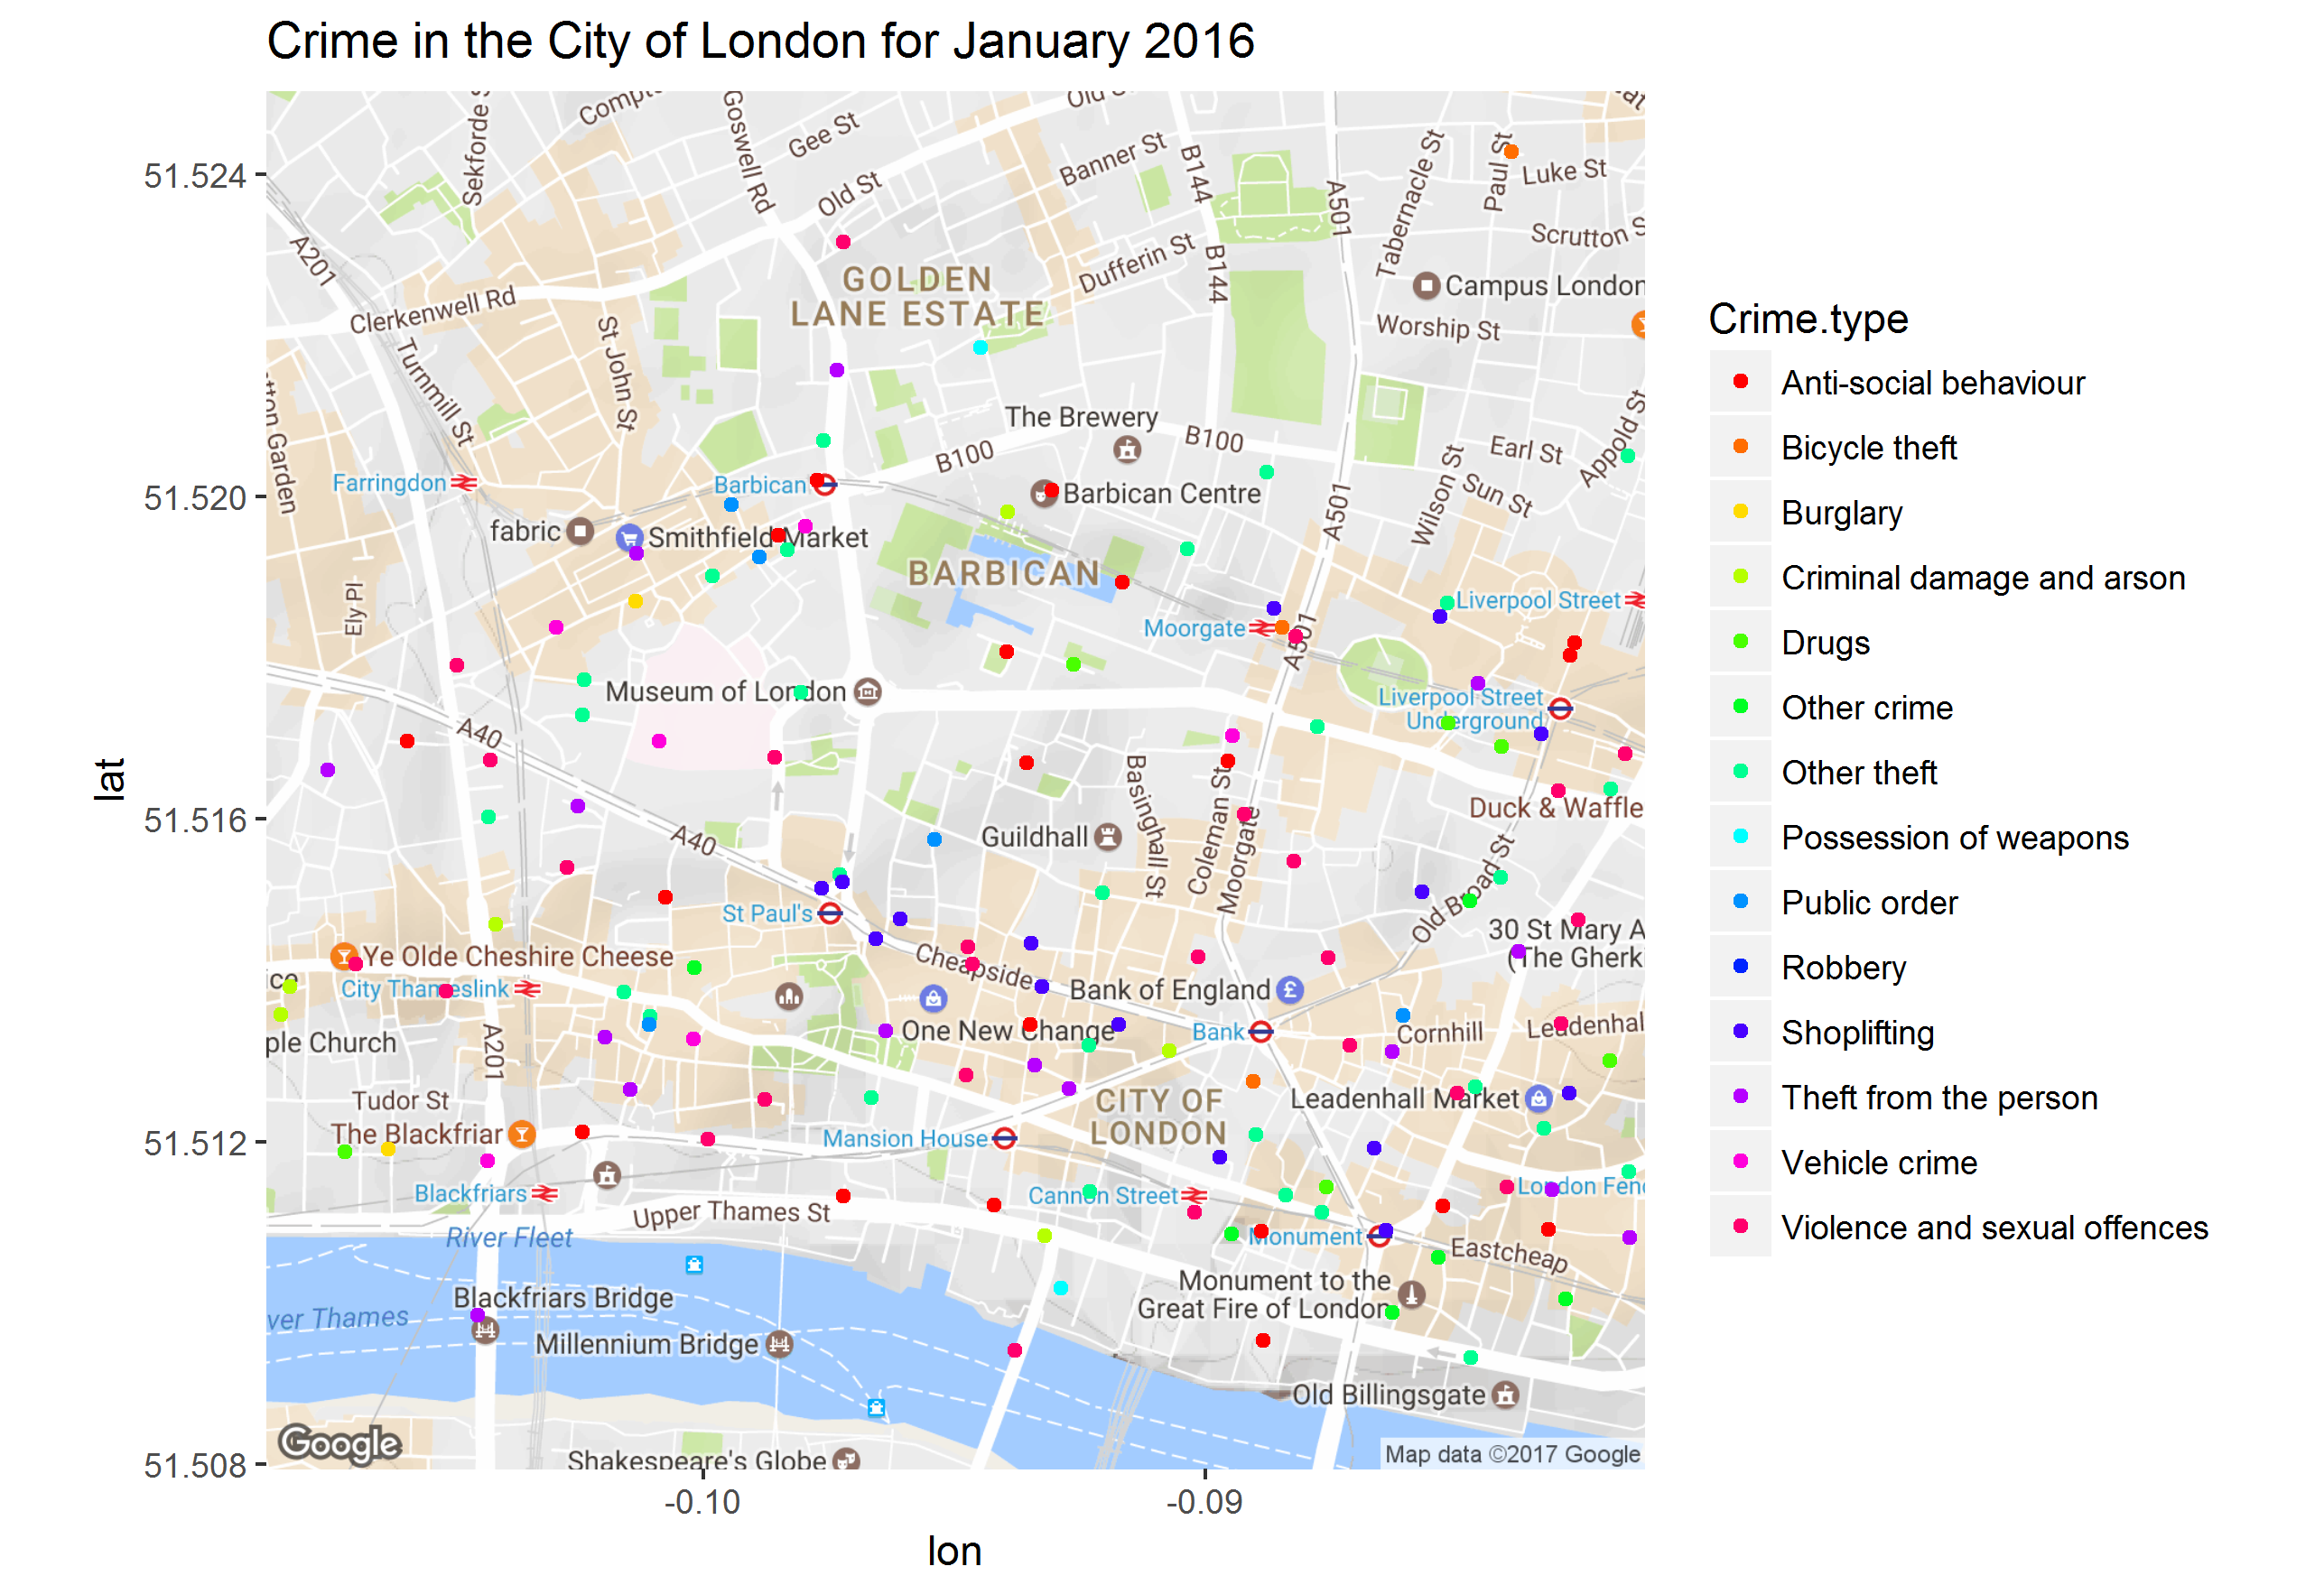 Crime in the City of London for January 2016
51.524
51.520
51.516
51.512
51.508
lat
-0.10
-0.09
lon
Goswell Rd
Gee St
Old St
Banner St
B144
Paul St
Luke St
A501
Tabernacle St
A201
Old St
Dufferin St
B144
GOLDEN
LANE ESTATE
Campus London
Clerkenwell Rd
St John St
Worship St
Turnmill St
The Brewery
B100
B100
Earl St
Appold St
Farringdon
Barbican
Barbican Centre
Wilson St
Sun St
A501
fabric
Smithfield Market
BARBICAN
Ely Pl
Moorgate
Liverpool Street
A501
Museum of London
Liverpool Street
Underground
A40
Basinghall St
Coleman St
Moorgate
Duck & Waffle
A40
Guildhall
Old Broad St
St Paul's
30 St Mary A
(The Gherki
Ye Olde Cheshire Cheese
Cheapside
City Thameslink
Bank of England
One New Change
Bank
Cornhill
Leadenhal
ple Church
A201
Tudor St
The Blackfriar
Mansion House
CITY OF
LONDON
Leadenhall Market
Blackfriars
Cannon Street
London Fenc
Upper Thames St
River Fleet
Monument
Eastcheap
Blackfriars Bridge
Monument to the
Great Fire of London
ver Thames
Millennium Bridge
Old Billingsgate
Google
Shakespeare's Globe
Map data ©2017 Google
Crime.type
Anti-social behaviour
Bicycle theft
Burglary
Criminal damage and arson
Drugs
Other crime
Other theft
Possession of weapons
Public order
Robbery
Shoplifting
Theft from the person
Vehicle crime
Violence and sexual offences